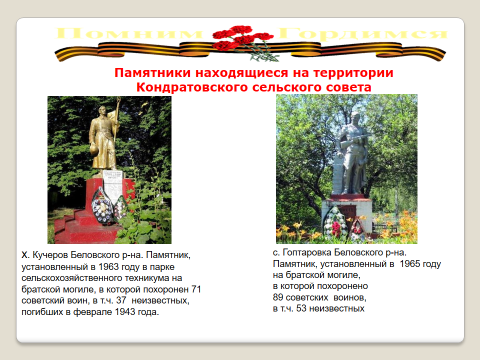 Помним Гордимся
Памятники находящиеся на территории
Кондратовского сельского совета
Х. Кучеров Беловского р-на. Памятник,
установленный в 1963 году в парке
сельскохозяйственного техникума на
братской могиле, в которой похоронен 71
советский воин, в т.ч. 37 неизвестных,
погибших в феврале 1943 года.
с. Гоптаровка Беловского р-на.
Памятник, установленный в 1965 году
на братской могиле,
в которой похоронено
89 советских воинов,
в т.ч. 53 неизвестных